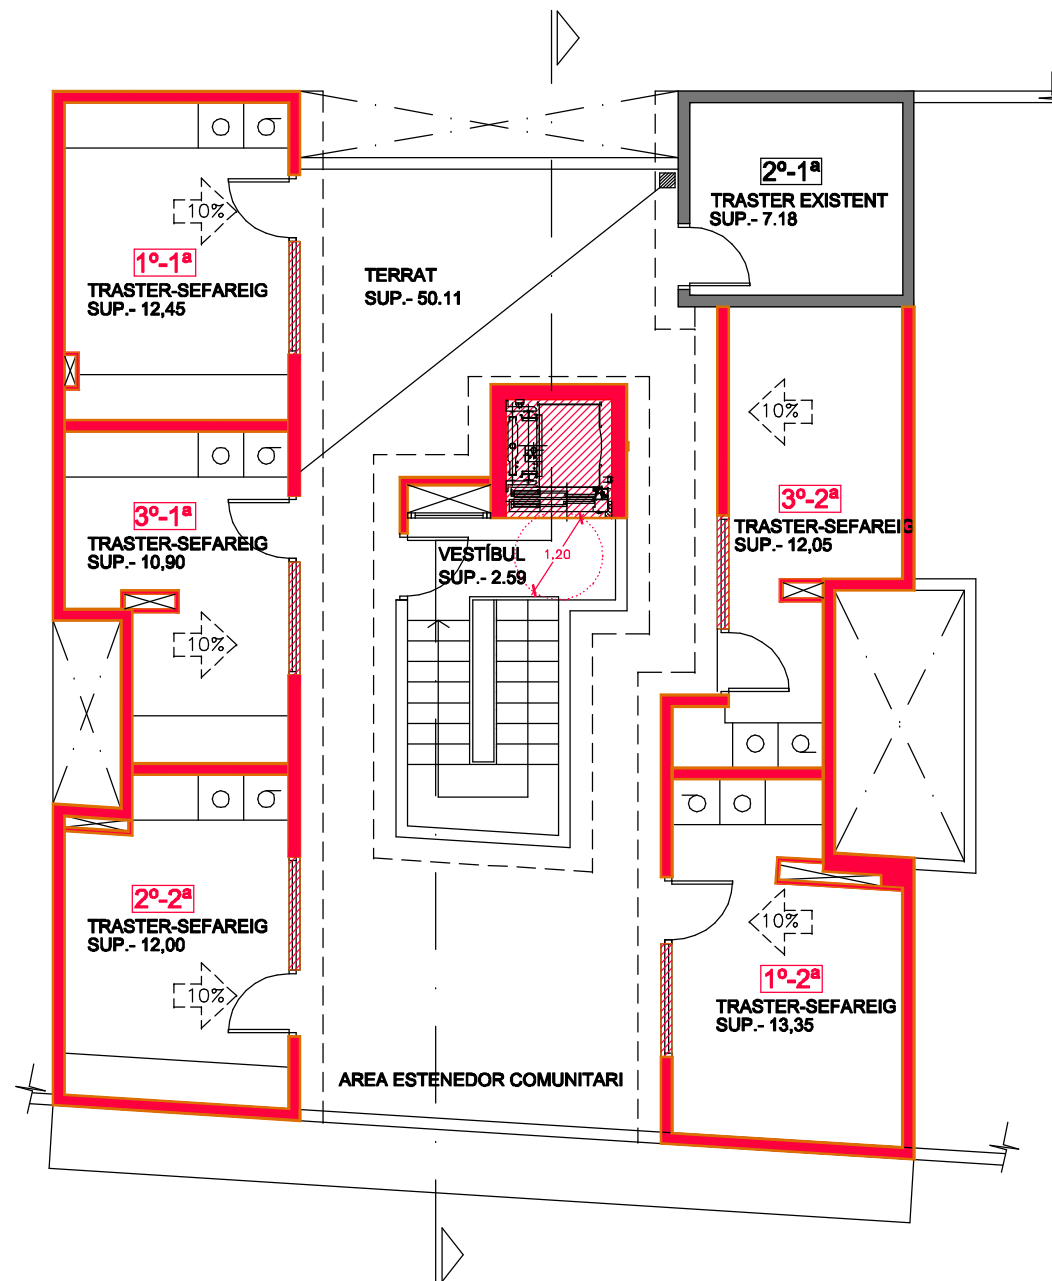 2º-1ª
TRASTER EXISTENT
SUP.- 7.18
10%
1º-1ª
TRASTER-SEFAREIG
SUP.- 12,45
TERRAT
SUP.- 50.11
10%
3º-2ª
TRASTER-SEFAREIG
SUP.- 12,05
3º-1ª
TRASTER-SEFAREIG
SUP.- 10,90
VESTÍBUL
SUP.- 2.59
1.20
10%
2º-2ª
TRASTER-SEFAREIG
SUP.- 12,00
10%
10%
1º-2ª
TRASTER-SEFAREIG
SUP.- 13,35
AREA ESTENEDOR COMUNITARI